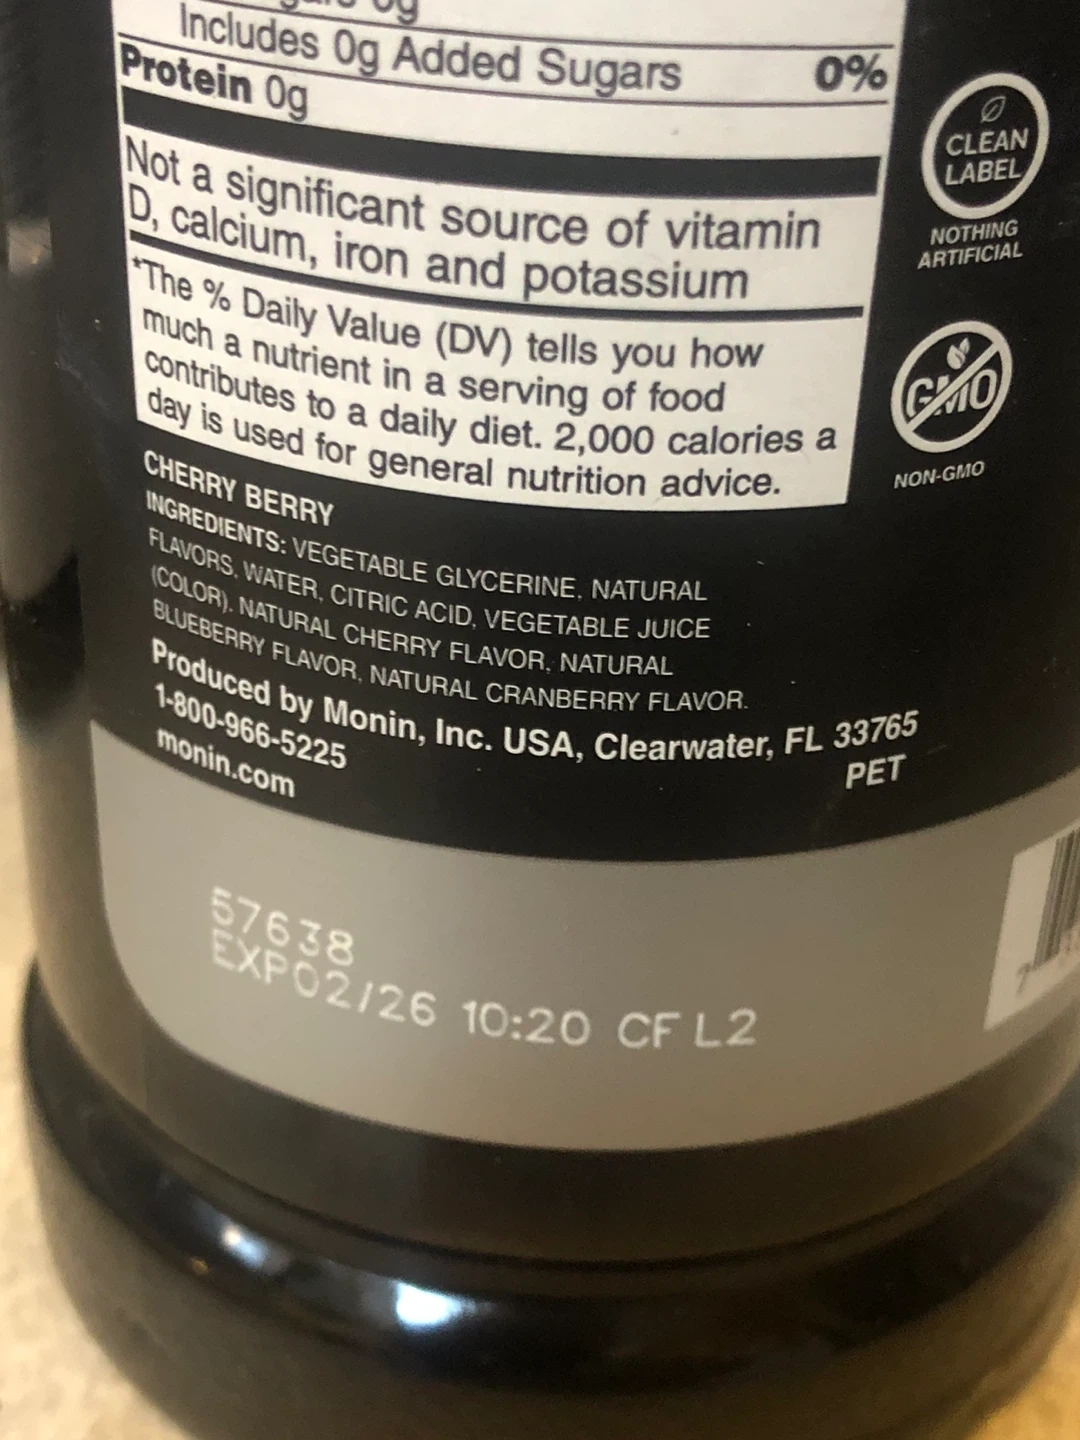 0g
Includes 0g Added Sugars 0%
Protein 0g
Not a significant source of vitamin
D, calcium, iron and potassium
*The % Daily Value (DV) tells you how
much a nutrient in a serving of food
contributes to a daily diet. 2,000 calories a
day is used for general nutrition advice.
CLEAN
LABEL
NOTHING
ARTIFICIAL
GMO
NON-GMO
CHERRY BERRY
INGREDIENTS: VEGETABLE GLYCERINE, NATURAL
FLAVORS, WATER, CITRIC ACID, VEGETABLE JUICE
(COLOR), NATURAL CHERRY FLAVOR, NATURAL
BLUEBERRY FLAVOR, NATURAL CRANBERRY FLAVOR.
Produced by Monin, Inc. USA, Clearwater, FL 33765
1-800-966-5225
PET
monin.com
57638
EXP02/26 10:20 CF L2
7